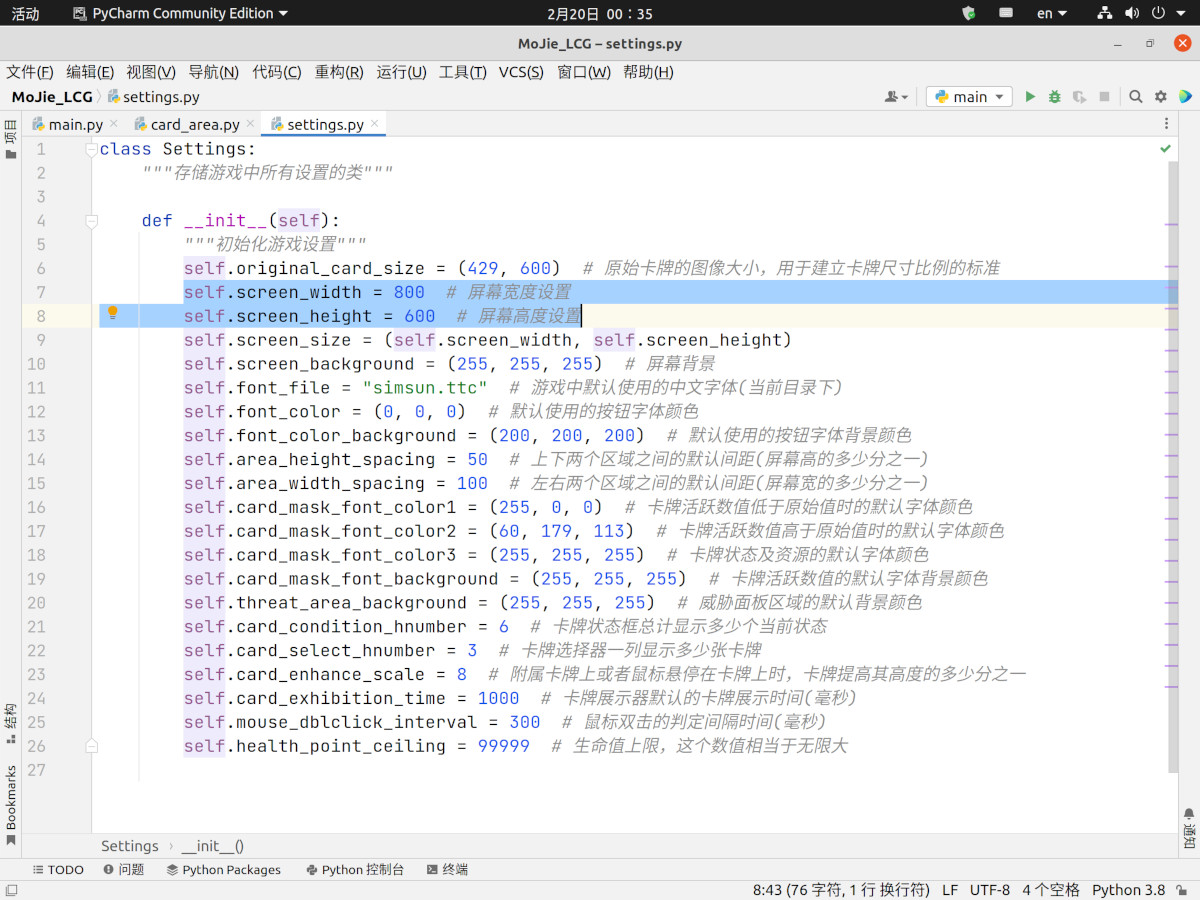 活动 PyCharm Community Edition 2月20日 00：35 en
MoJie_LCG – settings.py
文件(F) 编辑(E) 视图(V) 导航(N) 代码(C) 重构(R) 运行(U) 工具(T) VCS(S) 窗口(W) 帮助(H)
MoJie_LCG settings.py main
项目
main.py card_area.py settings.py
1 class Settings:
2 """存储游戏中所有设置的类"""
3
4 def __init__(self):
5 """初始化游戏设置"""
6 self.original_card_size = (429, 600) # 原始卡牌的图像大小，用于建立卡牌尺寸比例的标准
7 self.screen_width = 800 # 屏幕宽度设置
8 self.screen_height = 600 # 屏幕高度设置
9 self.screen_size = (self.screen_width, self.screen_height)
10 self.screen_background = (255, 255, 255) # 屏幕背景
11 self.font_file = "simsun.ttc" # 游戏中默认使用的中文字体(当前目录下)
12 self.font_color = (0, 0, 0) # 默认使用的按钮字体颜色
13 self.font_color_background = (200, 200, 200) # 默认使用的按钮字体背景颜色
14 self.area_height_spacing = 50 # 上下两个区域之间的默认间距(屏幕高的多少分之一)
15 self.area_width_spacing = 100 # 左右两个区域之间的默认间距(屏幕宽的多少分之一)
16 self.card_mask_font_color1 = (255, 0, 0) # 卡牌活跃数值低于原始值时的默认字体颜色
17 self.card_mask_font_color2 = (60, 179, 113) # 卡牌活跃数值高于原始值时的默认字体颜色
18 self.card_mask_font_color3 = (255, 255, 255) # 卡牌状态及资源的默认字体颜色
19 self.card_mask_font_background = (255, 255, 255) # 卡牌活跃数值的默认字体背景颜色
20 self.threat_area_background = (255, 255, 255) # 威胁面板区域的默认背景颜色
21 self.card_condition_hnumber = 6 # 卡牌状态框总计显示多少个当前状态
22 self.card_select_hnumber = 3 # 卡牌选择器一列显示多少张卡牌
23 self.card_enhance_scale = 8 # 附属卡牌上或者鼠标悬停在卡牌上时，卡牌提高其高度的多少分之一
24 self.card_exhibition_time = 1000 # 卡牌展示器默认的卡牌展示时间(毫秒)
25 self.mouse_dblclick_interval = 300 # 鼠标双击的判定间隔时间(毫秒)
26 self.health_point_ceiling = 99999 # 生命值上限，这个数值相当于无限大
27
结构
Bookmarks
通知
Settings › __init__()
TODO 问题 Python Packages Python 控制台 终端
8:43 (76 字符, 1 行 换行符) LF UTF-8 4 个空格 Python 3.8